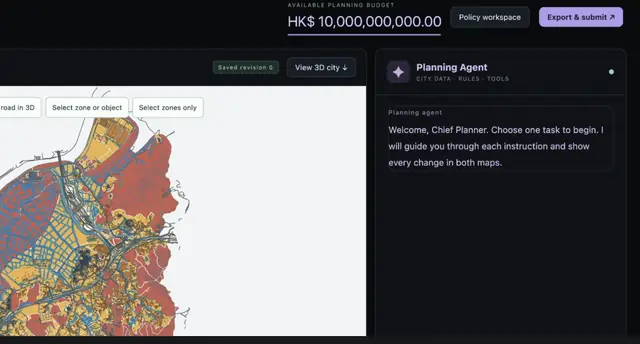 AVAILABLE PLANNING BUDGET
HK$ 10,000,000,000.00
Policy workspace
Export & submit ↗
Saved revision 0
View 3D city ↓
road in 3D
Select zone or object
Select zones only
Planning Agent
CITY DATA · RULES · TOOLS
Planning agent
Welcome, Chief Planner. Choose one task to begin. I
will guide you through each instruction and show
every change in both maps.